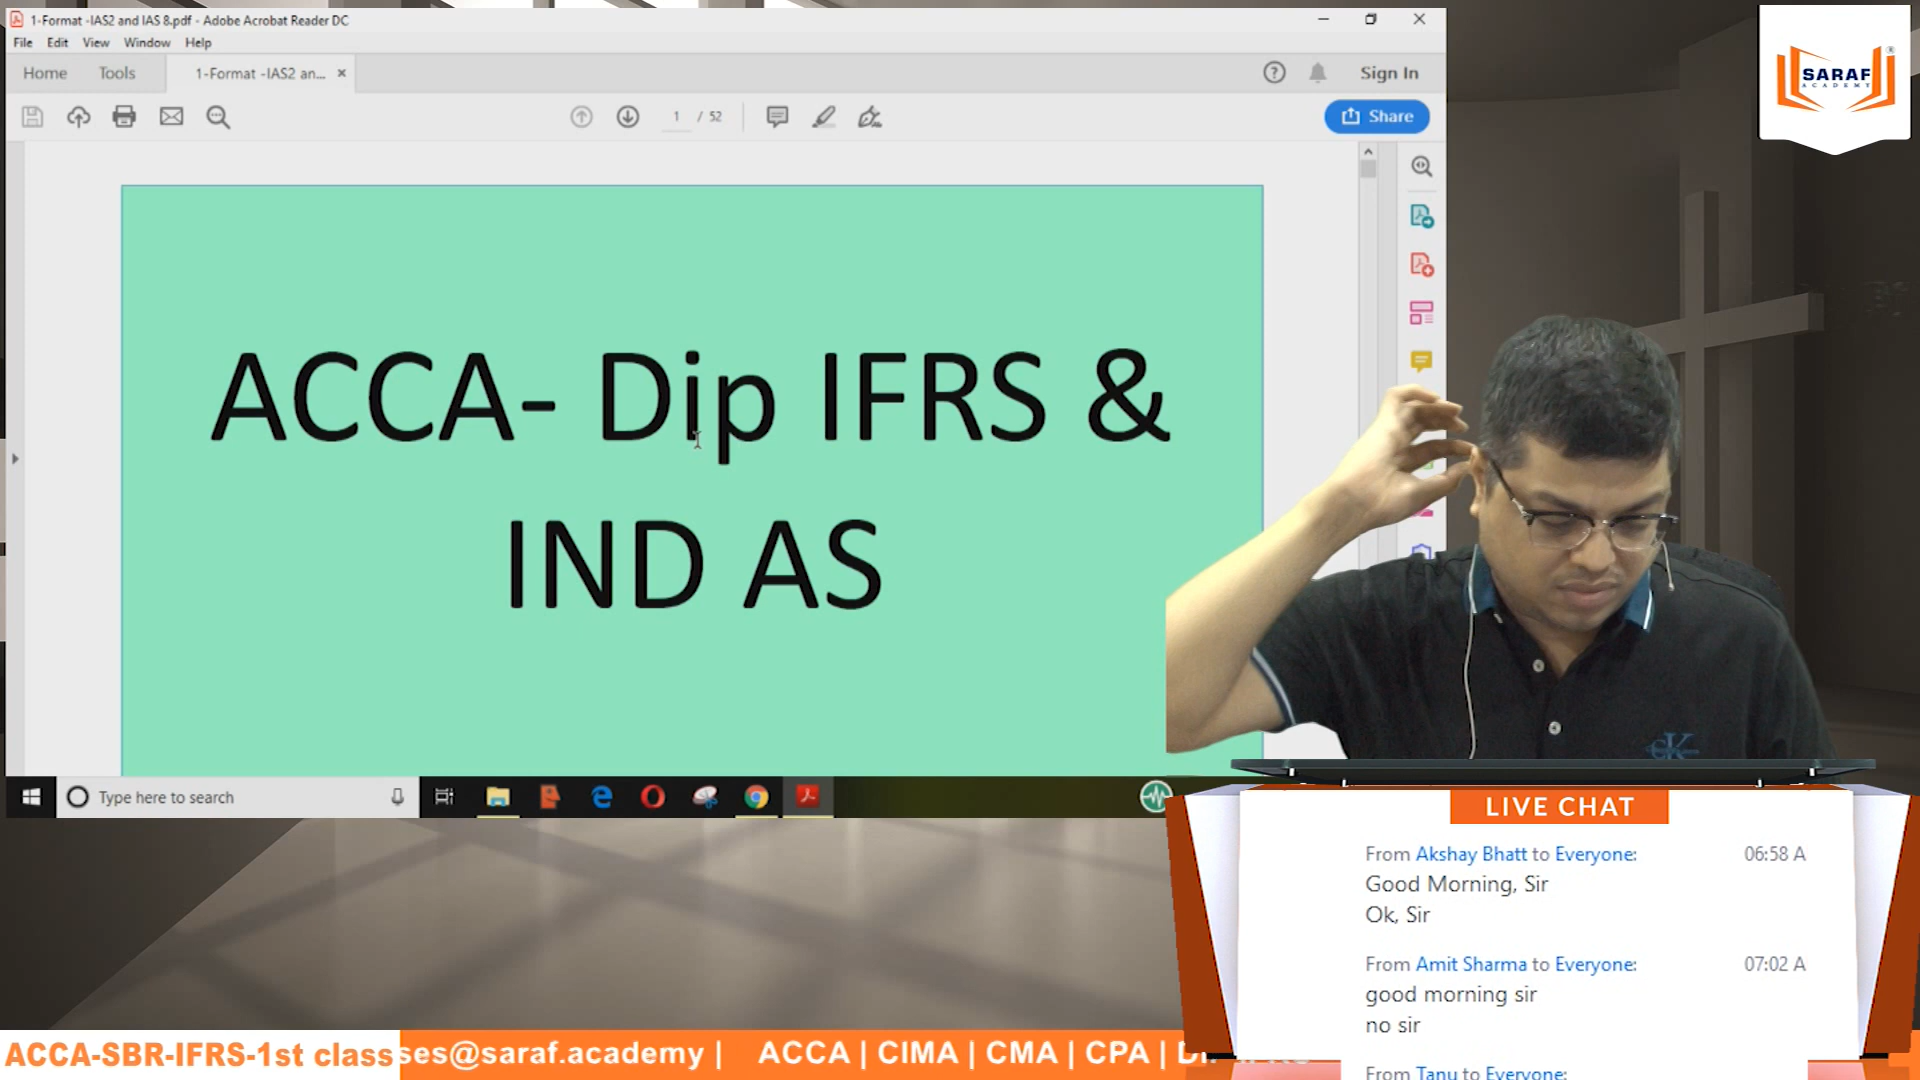 1-Format -IAS2 and IAS 8.pdf - Adobe Acrobat Reader DC
File Edit View Window Help
Home Tools 1-Format -IAS2 an... Sign In
1 / 52 Share
ACCA- Dip IFRS &
IND AS
Type here to search
SARAF
ACADEMY
CK
LIVE CHAT
From Akshay Bhatt to Everyone: 06:58 A
Good Morning, Sir
Ok, Sir
From Amit Sharma to Everyone: 07:02 A
good morning sir
no sir
From Tanu to Everyone:
ACCA-SBR-IFRS-1st class
ses@saraf.academy | ACCA | CIMA | CMA | CPA |